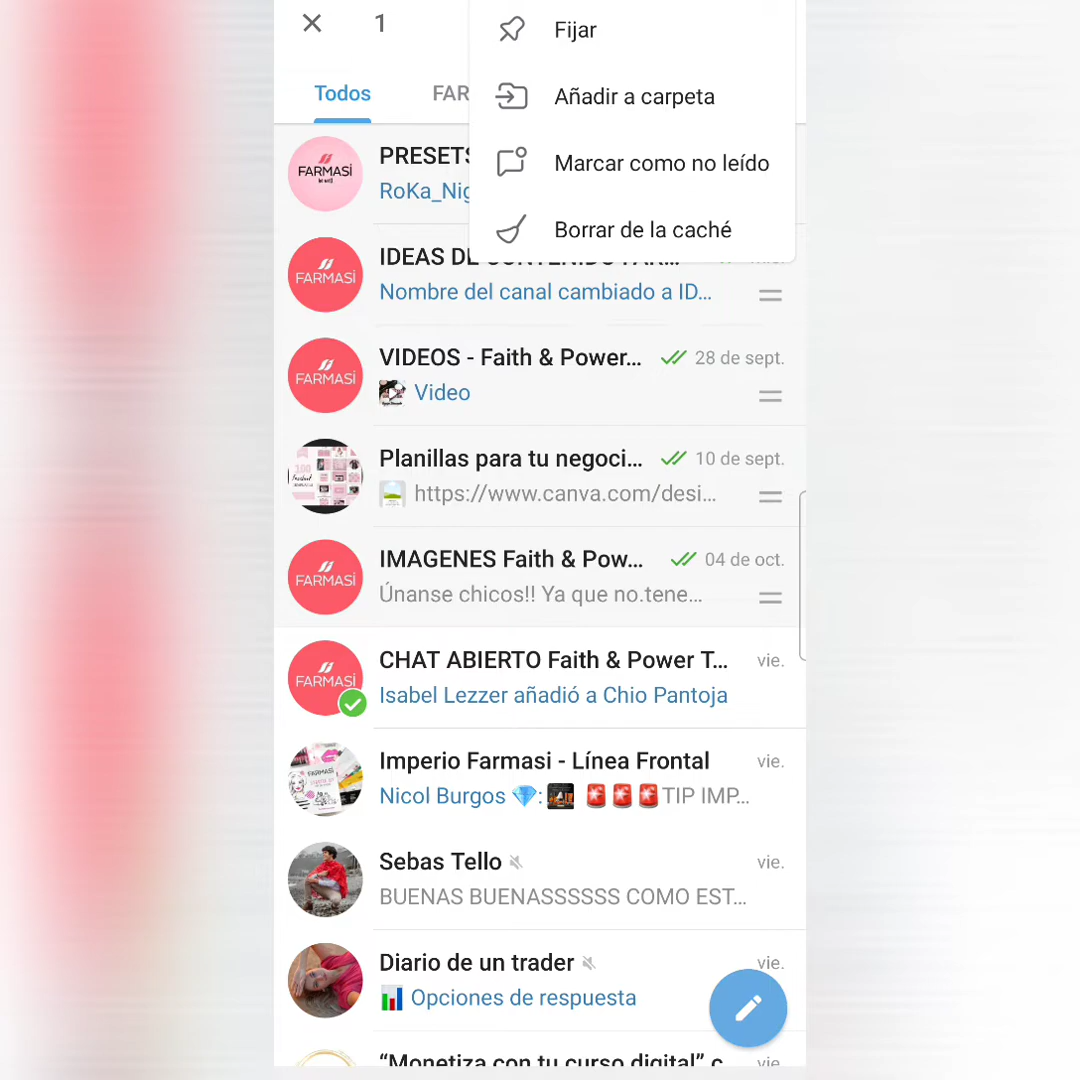 1
Fijar
Todos
FAR
Añadir a carpeta
PRESETS
RoKa_Nig
Marcar como no leído
Borrar de la caché
FARMASİ
IDEAS DE CONTENIDO FAR...
Nombre del canal cambiado a ID...
FARMASİ
VIDEOS - Faith & Power...
28 de sept.
Video
FARMASİ
Planillas para tu negoci...
10 de sept.
https://www.canva.com/desi...
IMAGENES Faith & Pow...
04 de oct.
Únanse chicos!! Ya que no.tene...
FARMASİ
CHAT ABIERTO Faith & Power T...
vie.
Isabel Lezzer añadió a Chio Pantoja
FARMASİ
Imperio Farmasi - Línea Frontal
vie.
Nicol Burgos 💎: 🚨🚨🚨TIP IMP...
FARMASİ
Sebas Tello
vie.
BUENAS BUENASSSSSS COMO EST...
Diario de un trader
vie.
📊 Opciones de respuesta
“Monetiza con tu curso digital” c
vie.